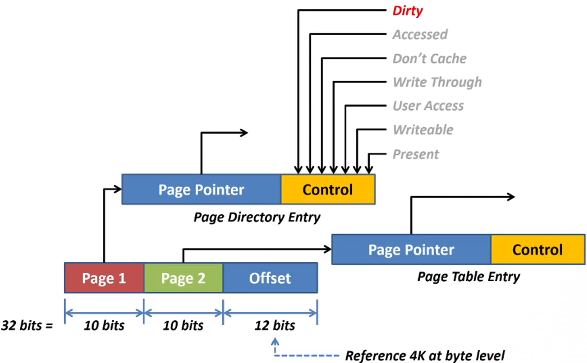 Dirty
Accessed
Don't Cache
Write Through
User Access
Writeable
Present
Page Pointer
Control
Page Directory Entry
Page Pointer
Control
Page Table Entry
Page 1
Page 2
Offset
32 bits =
10 bits
10 bits
12 bits
Reference 4K at byte level